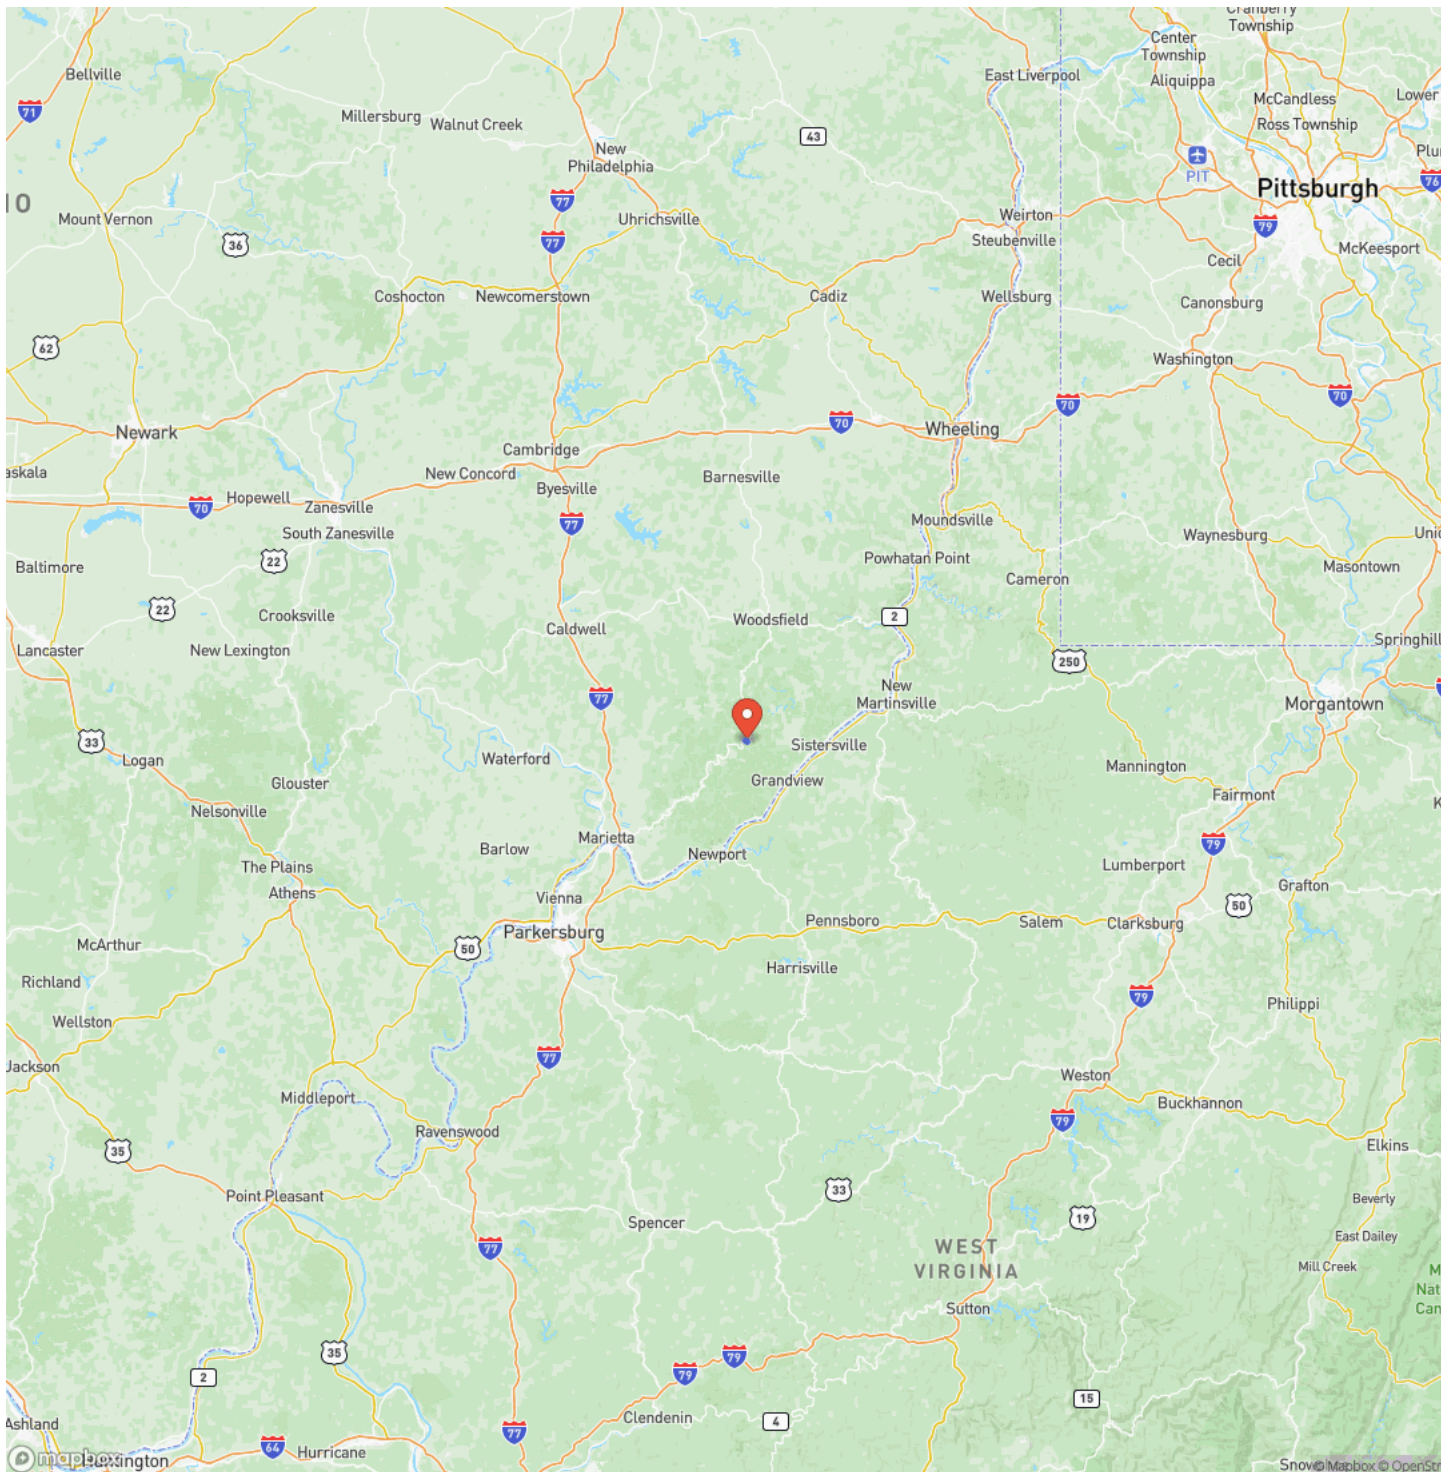 Cranberry
Township
Center
Township
Bellville
East Liverpool
Aliquippa
McCandless
Lower
71
Millersburg
Walnut Creek
Ross Township
43
New
Philadelphia
PIT
Pittsburgh
76
77
Mount Vernon
Uhrichsville
Weirton
Steubenville
79
36
77
McKeesport
Cecil
Coshocton
Newcomerstown
Cadiz
Wellsburg
Canonsburg
62
Washington
70
70
Newark
70
Wheeling
Cambridge
New Concord
Barnesville
Byesville
Hopewell
70
Zanesville
77
Moundsville
South Zanesville
Waynesburg
Powhatan Point
22
Baltimore
Masontown
Cameron
22
Crooksville
2
Woodsfield
Caldwell
Lancaster
New Lexington
Springhill
250
New
Martinsville
77
Morgantown
33
Logan
Waterford
Sistersville
Mannington
Glouster
Grandview
Fairmont
Nelsonville
Marietta
79
Barlow
Newport
The Plains
Lumberport
Athens
Vienna
Grafton
50
Pennsboro
Salem
Clarksburg
Parkersburg
McArthur
50
Harrisville
Richland
79
Philippi
Wellston
77
Jackson
Weston
Middleport
Buckhannon
79
Ravenswood
35
Elkins
Point Pleasant
33
Beverly
19
Spencer
East Dailey
77
WEST
VIRGINIA
Mill Creek
Sutton
35
79
79
2
15
Clendenin
4
Ashland
77
64
Hurricane
mapbox
Huntington
© Mapbox © OpenStr